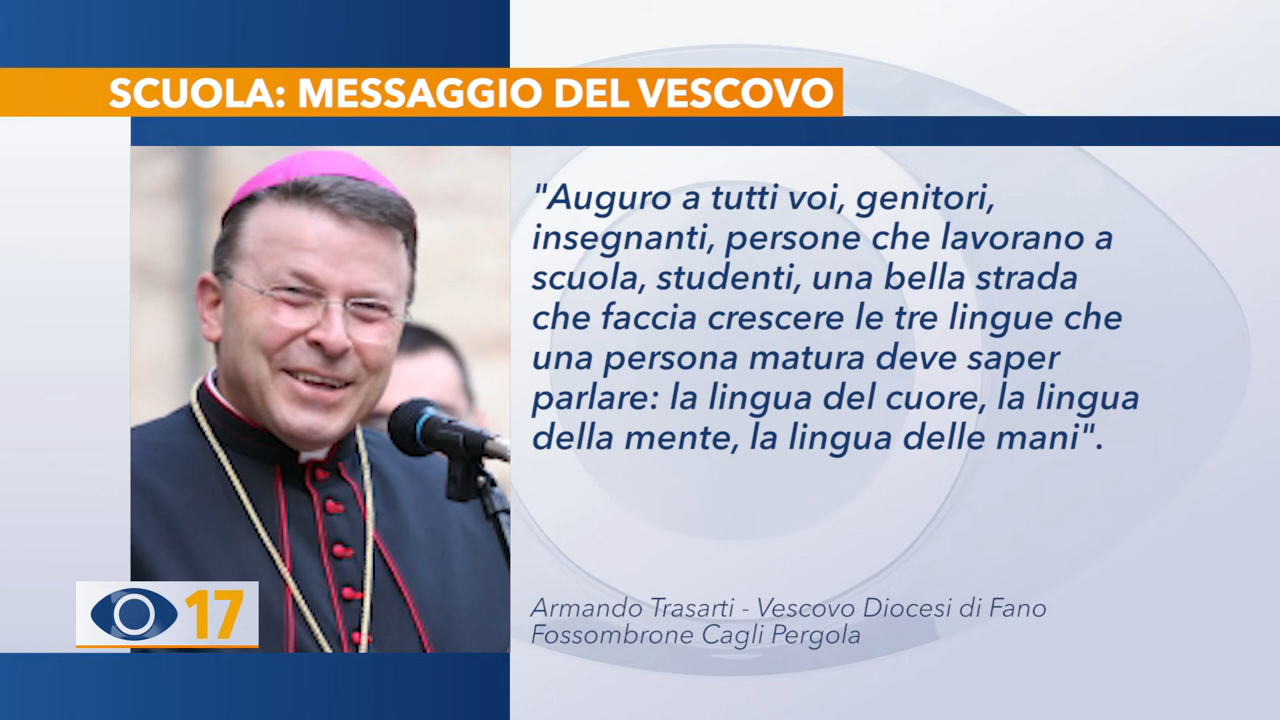 SCUOLA: MESSAGGIO DEL VESCOVO
"Auguro a tutti voi, genitori,
insegnanti, persone che lavorano a
scuola, studenti, una bella strada
che faccia crescere le tre lingue che
una persona matura deve saper
parlare: la lingua del cuore, la lingua
della mente, la lingua delle mani".
Armando Trasarti - Vescovo Diocesi di Fano
Fossombrone Cagli Pergola
17